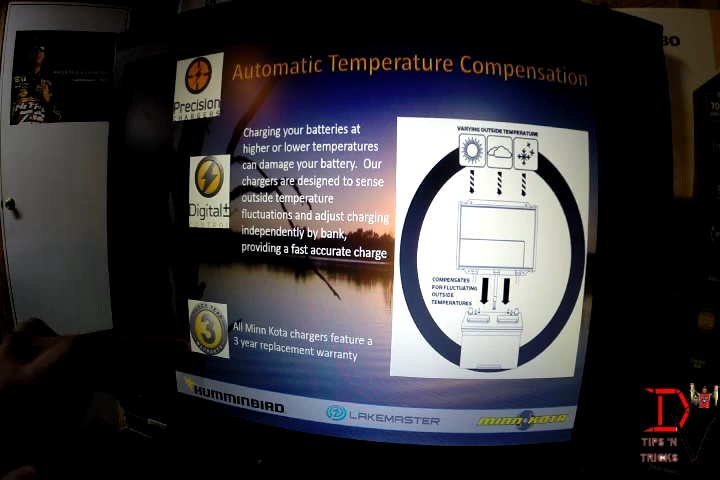 Automatic Temperature Compensation
Precision
CHARGERS
Charging your batteries at
higher or lower temperatures
can damage your battery. Our
chargers are designed to sense
outside temperature
fluctuations and adjust charging
independently by bank,
providing a fast accurate charge
Digital
CONTROL
VARYING OUTSIDE TEMPERATURE
COMPENSATES
FOR FLUCTUATING
OUTSIDE
TEMPERATURES
3
All Minn Kota chargers feature a
3 year replacement warranty
HUMMINBIRD
LAKEMASTER
MINN KOTA
TIPS 'N
TRICKS